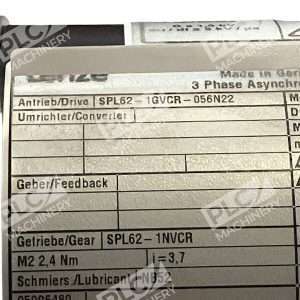 Lenze
Made in Ger
3 Phase Asynchr
Antrieb/Drive SPL62-1GVCR-056N22
Umrichter/Converter
Geber/Feedback
Getriebe/Gear SPL62-1NVCR
M2 2,4 Nm i=3,7
Schmiers./Lubricant
PLC MACHINERY